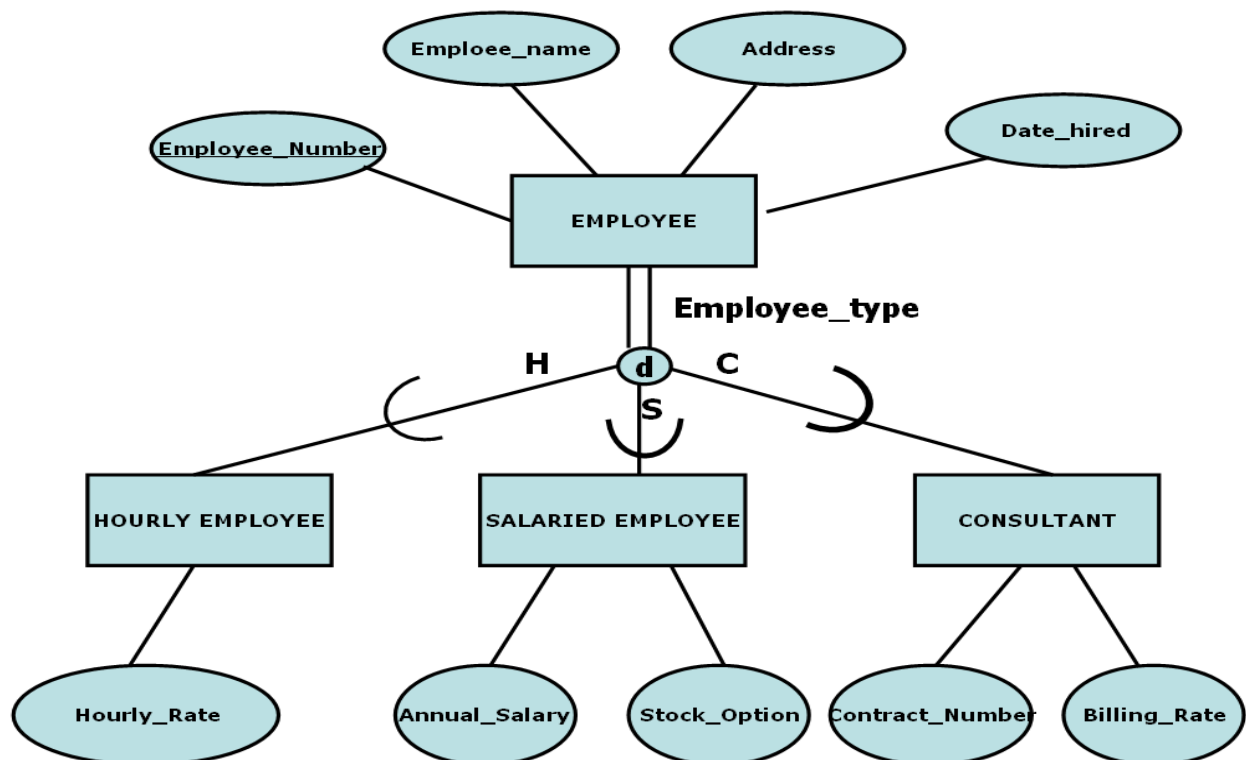 Emploee_name
Address
Employee_Number
Date_hired
EMPLOYEE
Employee_type
H
d
C
S
HOURLY EMPLOYEE
SALARIED EMPLOYEE
CONSULTANT
Hourly_Rate
Annual_Salary
Stock_Option
Contract_Number
Billing_Rate